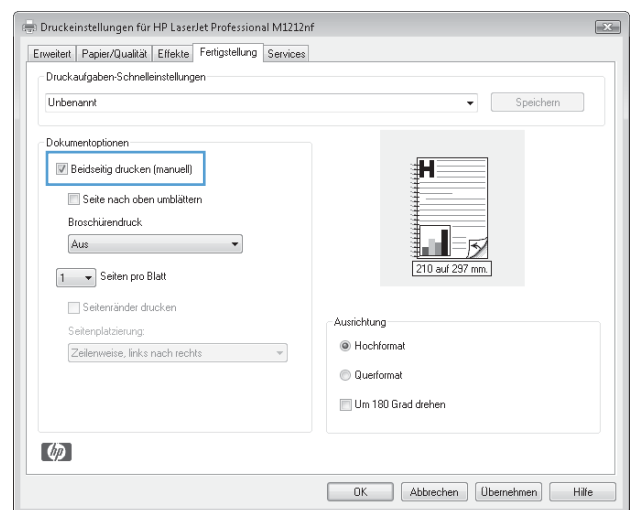 Druckeinstellungen für HP LaserJet Professional M1212nf
Erweitert Papier/Qualität Effekte Fertigstellung Services
Druckaufgaben-Schnelleinstellungen
Unbenannt Speichern
Dokumentoptionen
Beidseitig drucken (manuell)
Seite nach oben umblättern
Broschürendruck
Aus
1 Seiten pro Blatt
Seitenränder drucken
Seitenplatzierung:
Zeilenweise, links nach rechts
H
210 auf 297 mm.
Ausrichtung
Hochformat
Querformat
Um 180 Grad drehen
hp
OK Abbrechen Übernehmen Hilfe